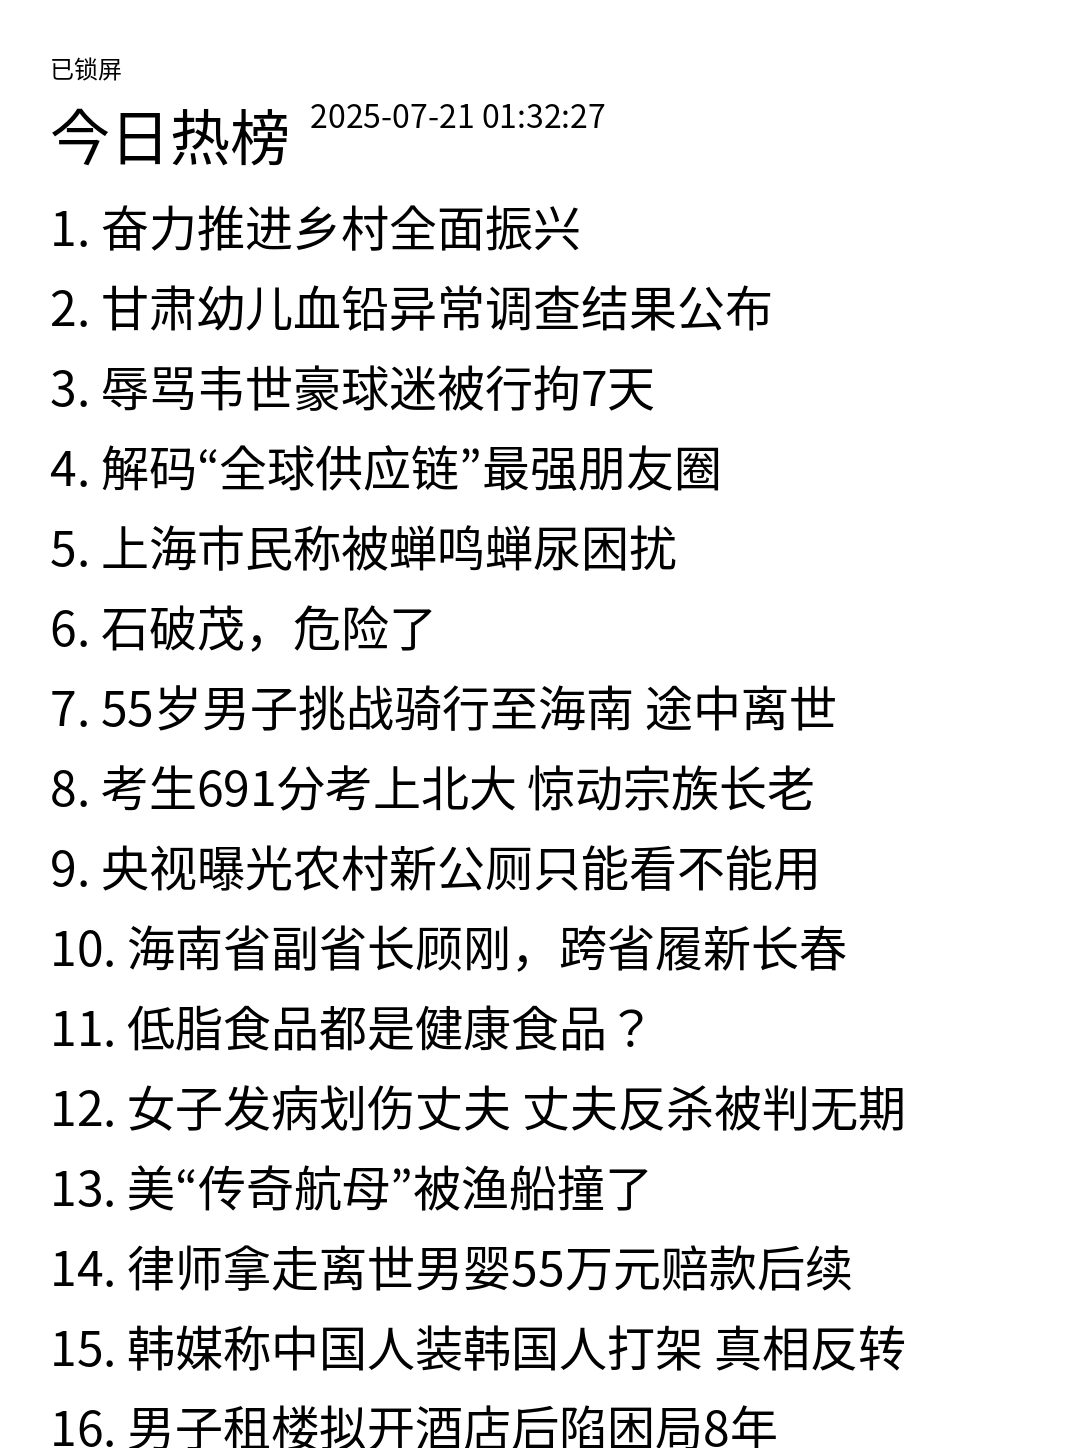 已锁屏
今日热榜 2025-07-21 01:32:27
1. 奋力推进乡村全面振兴
2. 甘肃幼儿血铅异常调查结果公布
3. 辱骂韦世豪球迷被行拘7天
4. 解码“全球供应链”最强朋友圈
5. 上海市民称被蝉鸣蝉尿困扰
6. 石破茂，危险了
7. 55岁男子挑战骑行至海南 途中离世
8. 考生691分考上北大 惊动宗族长老
9. 央视曝光农村新公厕只能看不能用
10. 海南省副省长顾刚，跨省履新长春
11. 低脂食品都是健康食品？
12. 女子发病划伤丈夫 丈夫反杀被判无期
13. 美“传奇航母”被渔船撞了
14. 律师拿走离世男婴55万元赔款后续
15. 韩媒称中国人装韩国人打架 真相反转
16. 男子租楼拟开酒店后陷困局8年